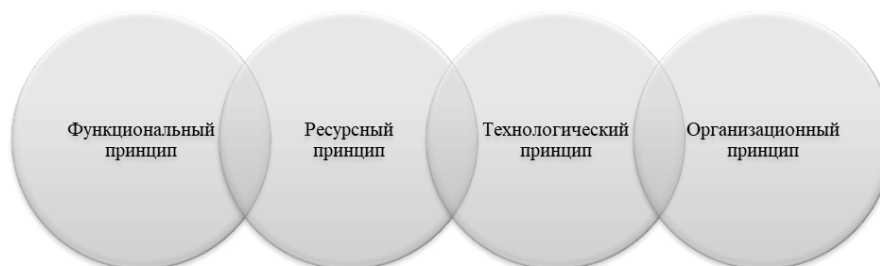 Функциональный
принцип
Ресурсный
принцип
Технологический
принцип
Организационный
принцип